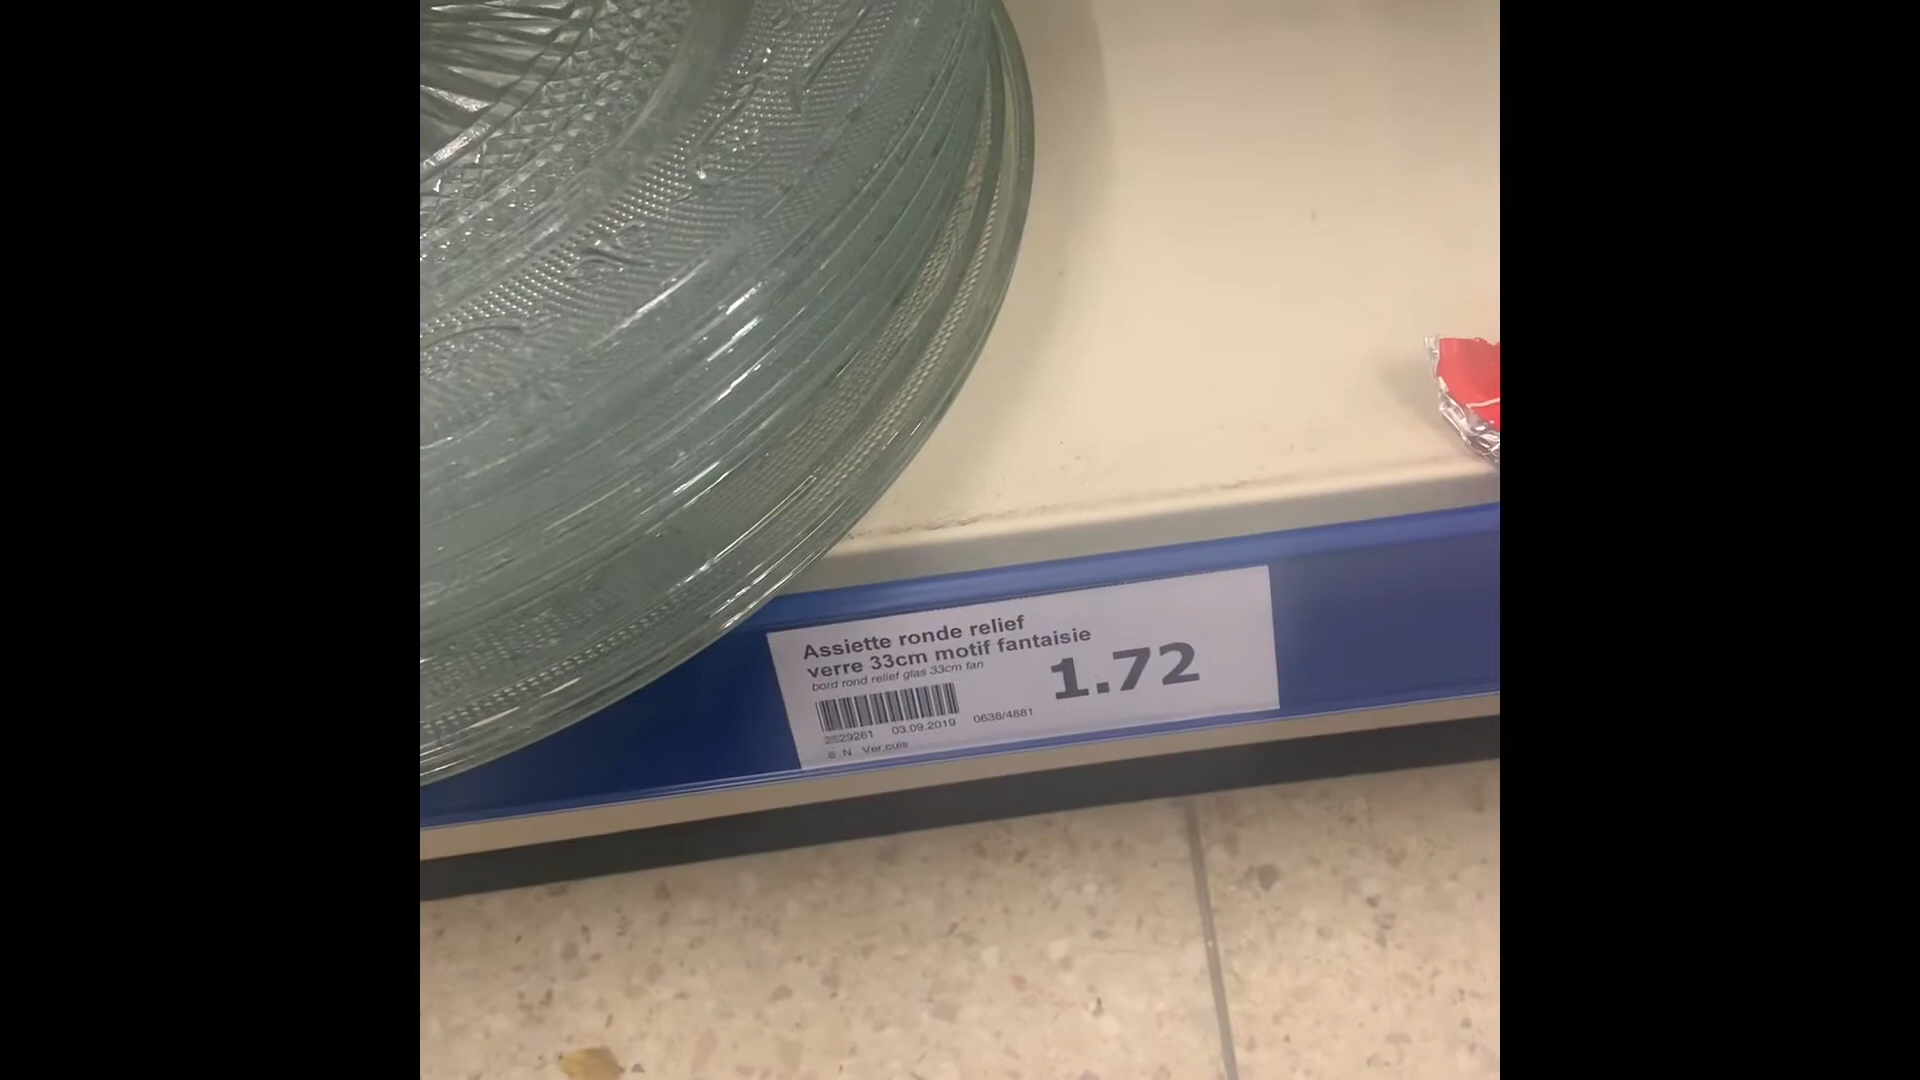 Assiette ronde relief
verre 33cm motif fantaisie
bord rond relief glas 33cm fan
1.72
2529261 03.09.2019 0638/4881
6 N Ver.cuis